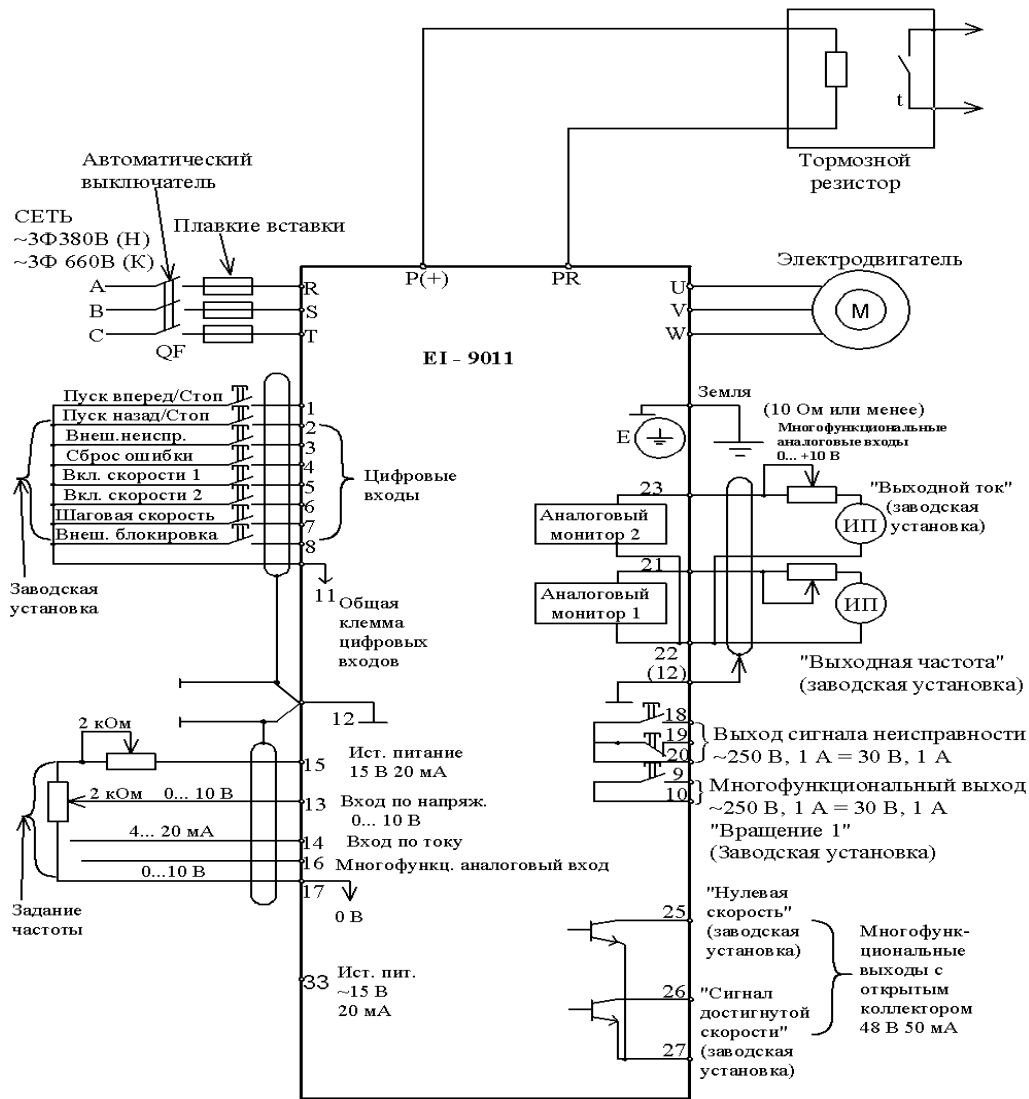 t
Тормозной
резистор
Автоматический
выключатель
СЕТЬ
~3Ф380В (Н)
~3Ф 660В (К)
Плавкие вставки
P(+)
PR
Электродвигатель
A
B
C
QF
R
S
T
U
V
W
M
EI - 9011
Пуск вперед/Стоп
Пуск назад/Стоп
Внеш.неиспр.
Сброс ошибки
Вкл. скорости 1
Вкл. скорости 2
Шаговая скорость
Внеш. блокировка
1
2
3
4
5
6
7
8
Цифровые
входы
Заводская
установка
11
Общая
клемма
цифровых
входов
Земля
E
(10 Ом или менее)
Многофункциональные
аналоговые входы
0... +10 В
23
Аналоговый
монитор 2
ИП
"Выходной ток"
(заводская
установка)
21
Аналоговый
монитор 1
ИП
22
(12)
"Выходная частота"
(заводская установка)
12
18
19
20
Выход сигнала неисправности
~250 В, 1 А = 30 В, 1 А
9
10
Многофункциональный выход
~250 В, 1 А = 30 В, 1 А
"Вращение 1"
(Заводская установка)
2 кОм
15
Ист. питание
15 В 20 мА
2 кОм
0... 10 В
13
Вход по напряж.
0... 10 В
4... 20 мА
14
Вход по току
16
Многофункц. аналоговый вход
0...10 В
17
0 В
Задание
частоты
33
Ист. пит.
~15 В
20 мА
25
"Нулевая
скорость"
(заводская
установка)
26
"Сигнал
достигнутой
скорости"
(заводская
установка)
27
Многофунк-
циональные
выходы с
открытым
коллектором
48 В 50 мА